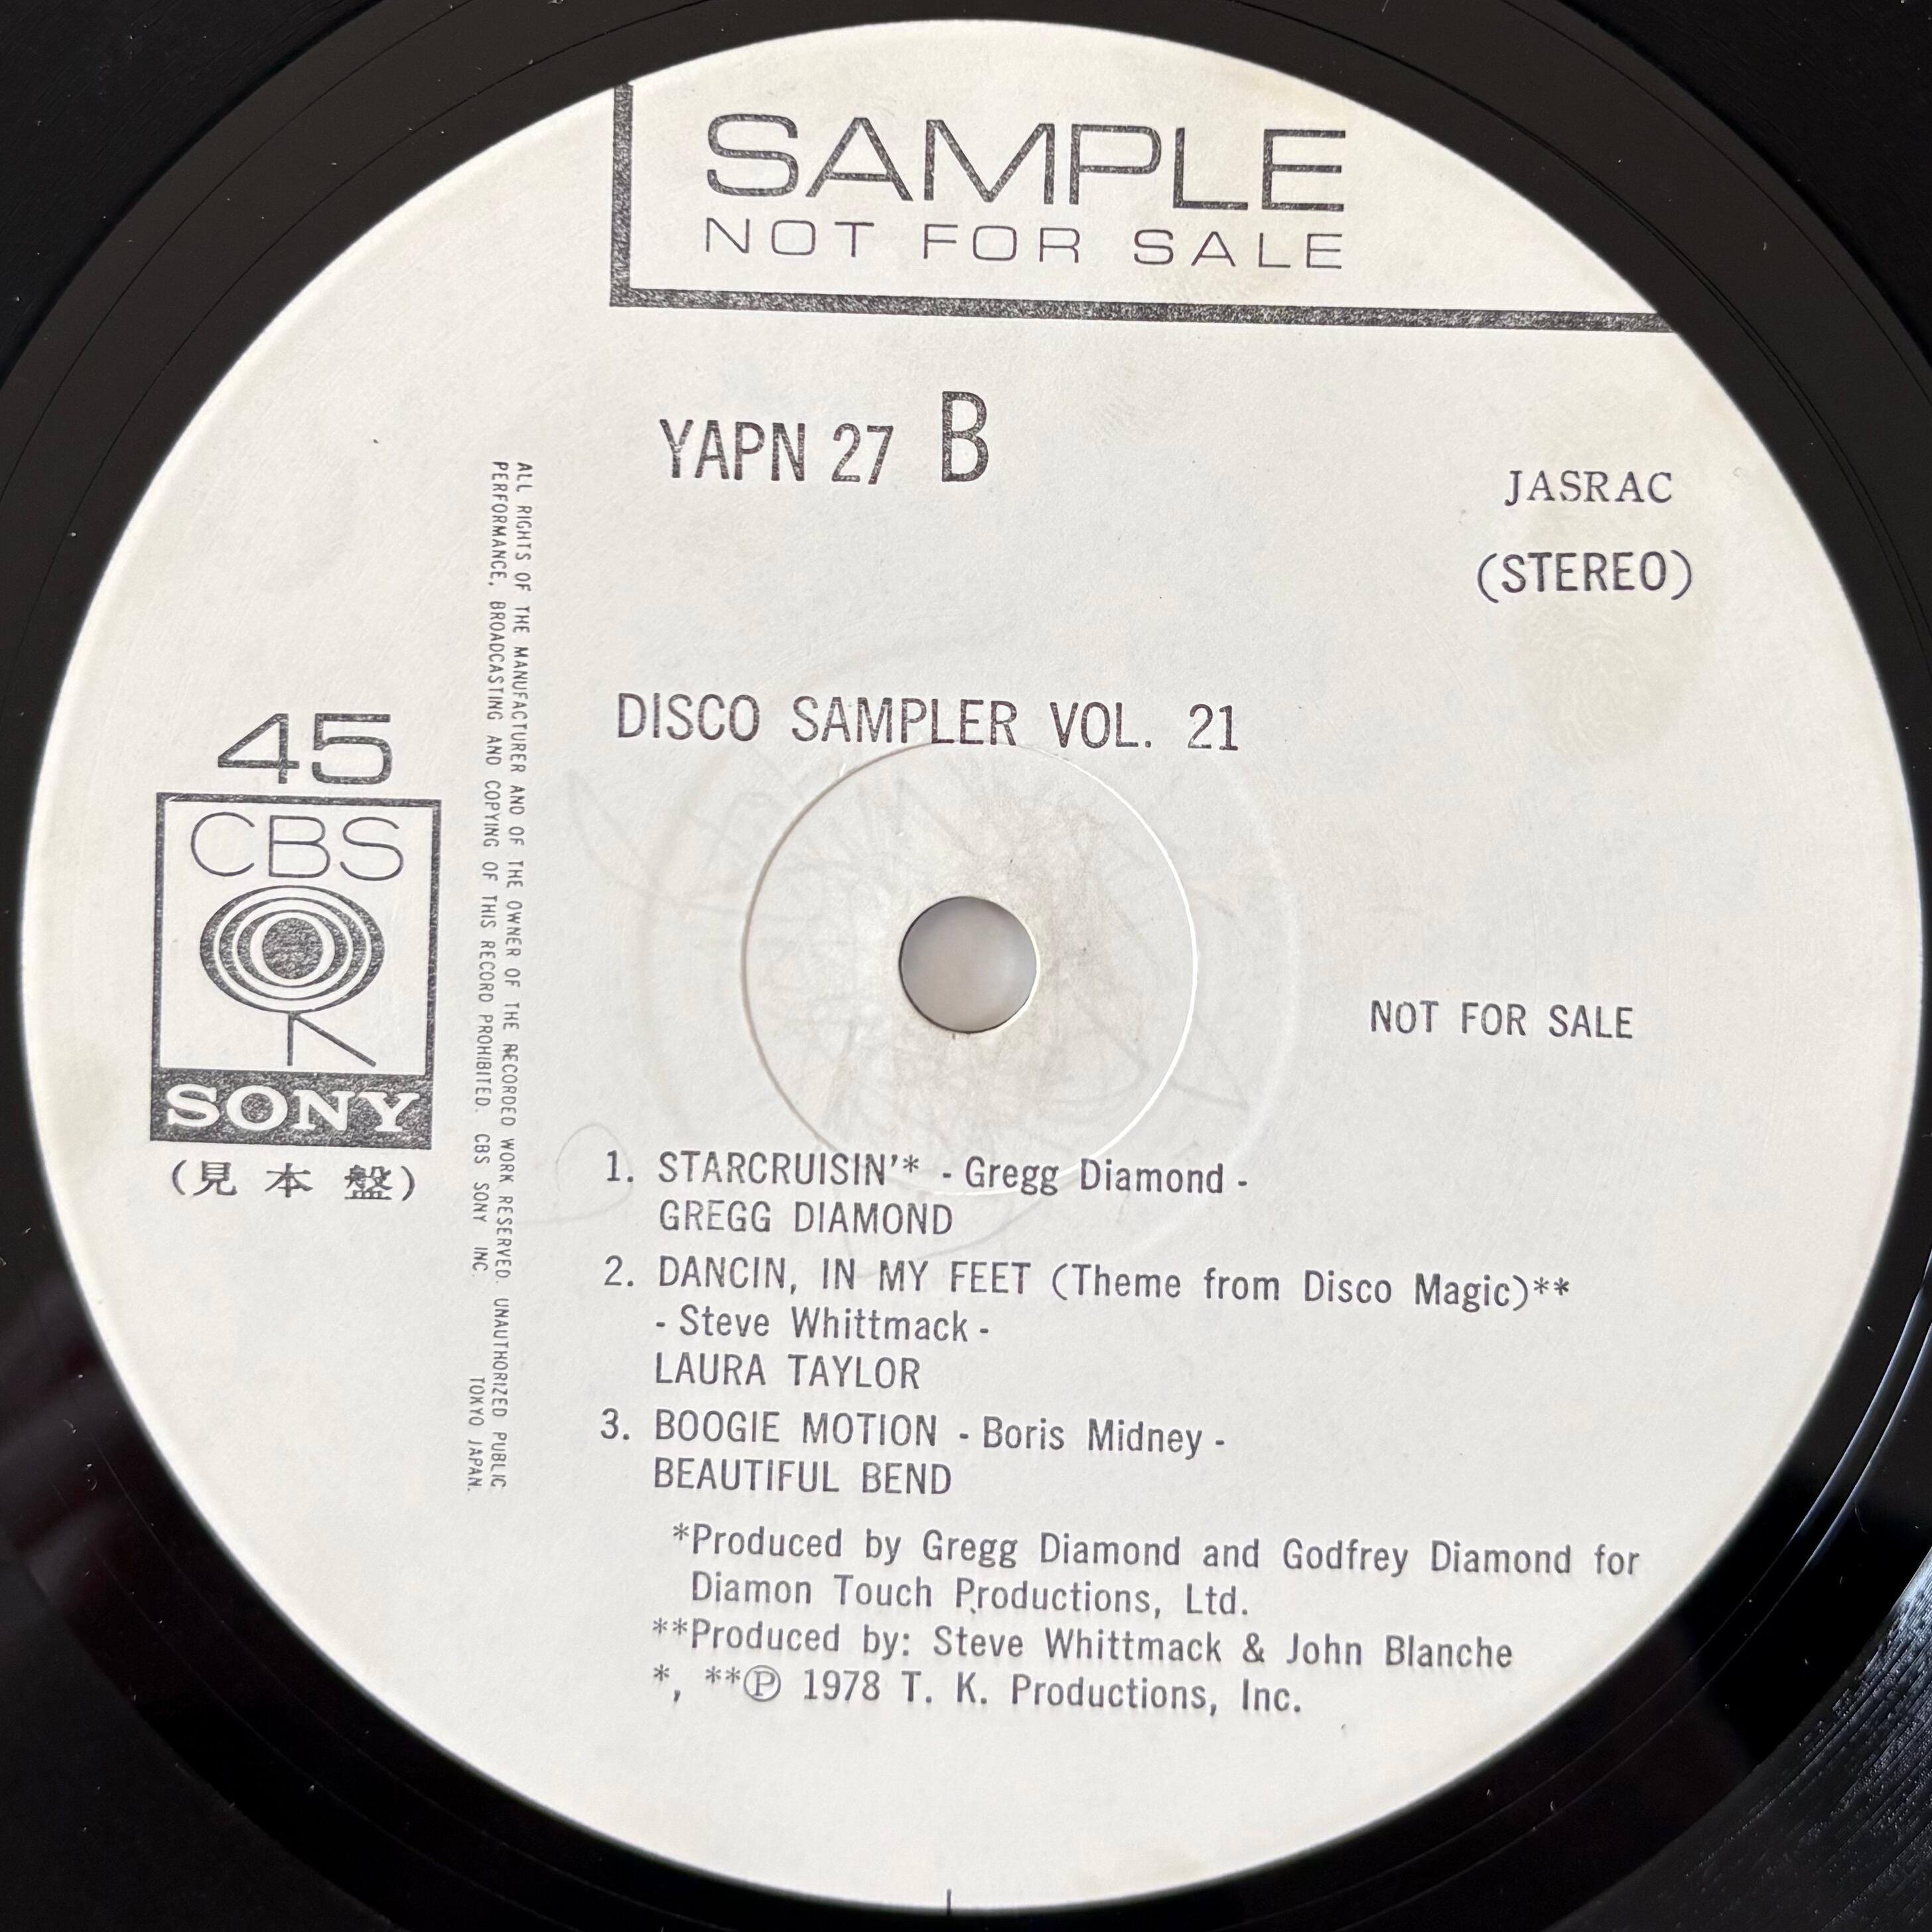 SAMPLE
NOT FOR SALE
YAPN 27 B
JASRAC
(STEREO)
DISCO SAMPLER VOL. 21
45
CBS
SONY
(見本盤)
ALL RIGHTS OF THE MANUFACTURER AND OF THE OWNER OF THE RECORDED WORK RESERVED. UNAUTHORIZED PUBLIC
PERFORMANCE, BROADCASTING AND COPYING OF THIS RECORD PROHIBITED. CBS SONY INC. TOKYO JAPAN.
NOT FOR SALE
1. STARCRUISIN'* - Gregg Diamond -
GREGG DIAMOND
2. DANCIN, IN MY FEET (Theme from Disco Magic)**
- Steve Whittmack -
LAURA TAYLOR
3. BOOGIE MOTION - Boris Midney -
BEAUTIFUL BEND
*Produced by Gregg Diamond and Godfrey Diamond for
Diamon Touch Productions, Ltd.
**Produced by: Steve Whittmack & John Blanche
*, **Ⓟ 1978 T. K. Productions, Inc.